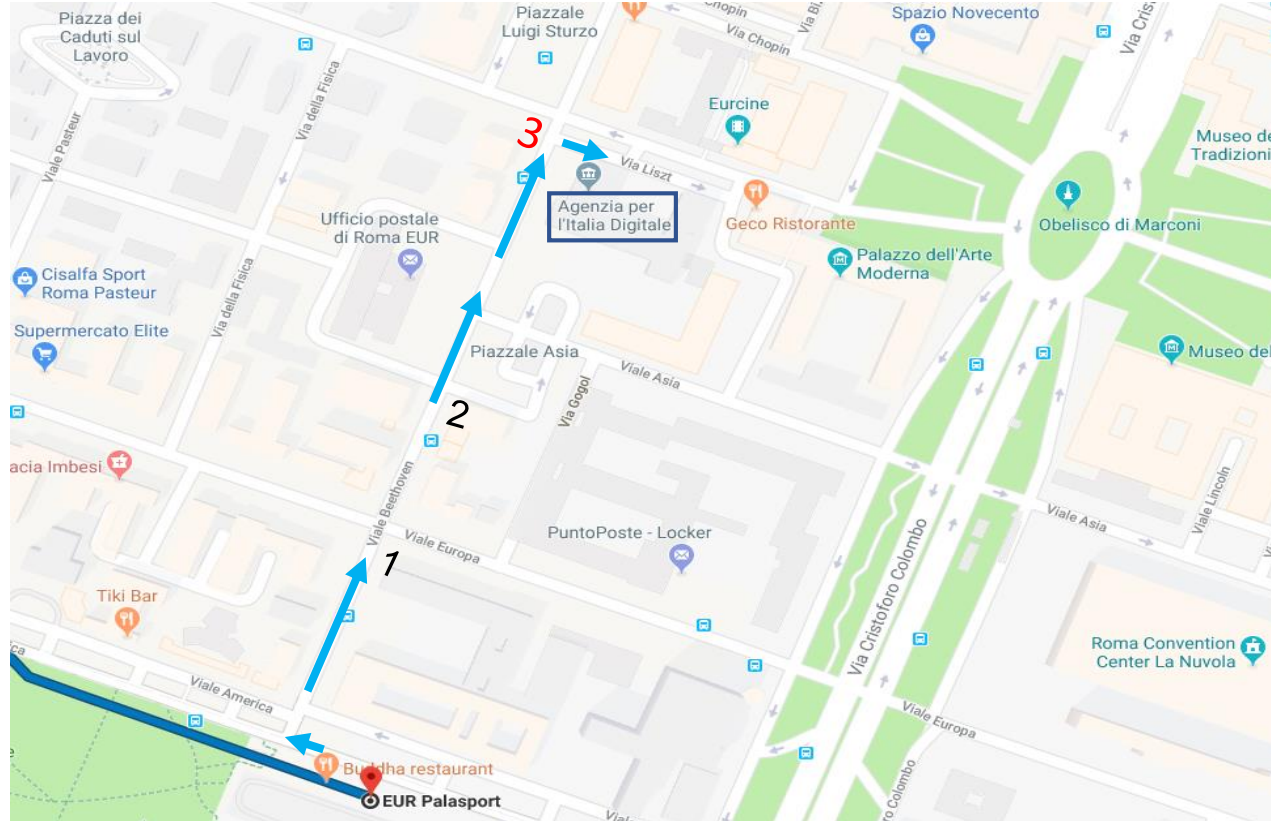 Piazza dei
Caduti sul
Lavoro
Piazzale
Luigi Sturzo
Chopin
Via Chopin
Spazio Novecento
Via Cris
Via della Fisica
Viale Pasteur
Eurcine
Museo de
Tradizioni
3
Via Liszt
Agenzia per
l'Italia Digitale
Geco Ristorante
Obelisco di Marconi
Ufficio postale
di Roma EUR
Palazzo dell'Arte
Moderna
Cisalfa Sport
Roma Pasteur
Via della Fisica
Supermercato Elite
Piazzale Asia
Museo del
Viale Asia
Via Gogol
2
acia Imbesi
Viale Beethoven
Viale Lincoln
Viale Asia
Viale Europa
PuntoPoste - Locker
1
Via Cristoforo Colombo
Tiki Bar
Roma Convention
Center La Nuvola
ca
Viale America
Viale Europa
Buddha restaurant
EUR Palasport
ro Colombo